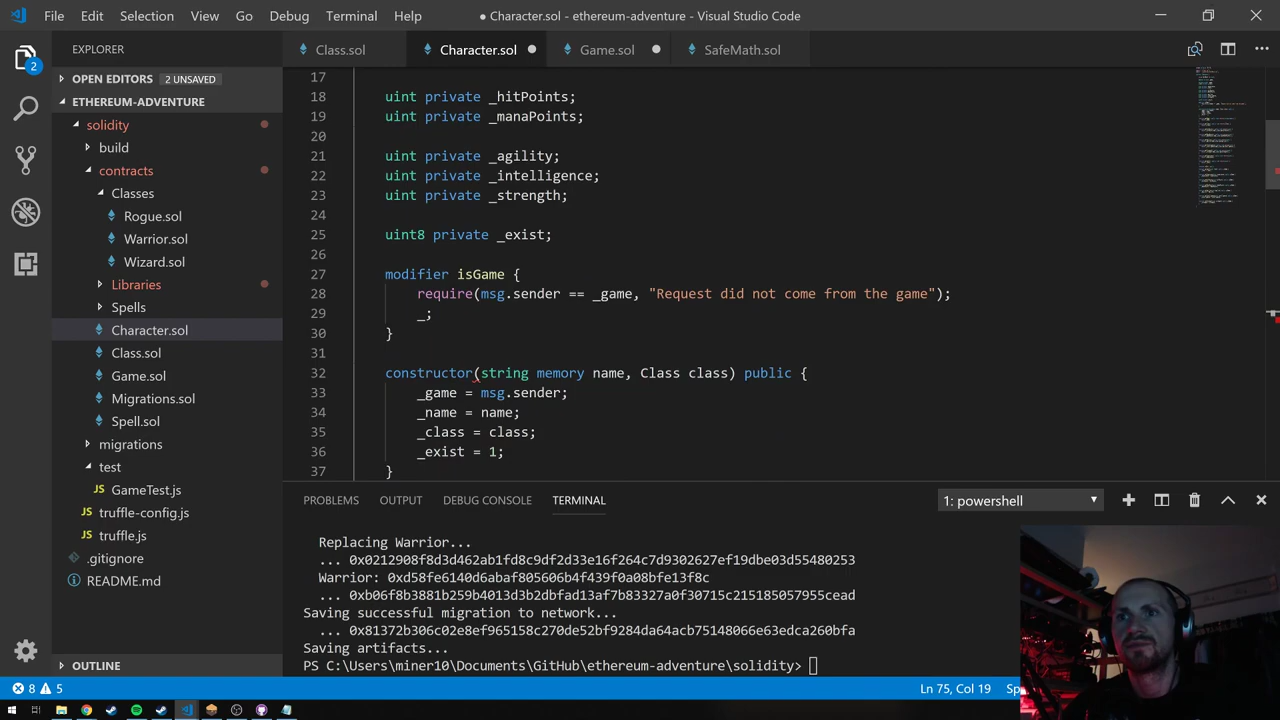 File Edit Selection View Go Debug Terminal Help ● Character.sol - ethereum-adventure - Visual Studio Code
EXPLORER
Class.sol Character.sol Game.sol SafeMath.sol
2
OPEN EDITORS 2 UNSAVED
ETHEREUM-ADVENTURE
solidity
build
contracts
Classes
Rogue.sol
Warrior.sol
Wizard.sol
Libraries
Spells
Character.sol
Class.sol
Game.sol
Migrations.sol
Spell.sol
migrations
test
GameTest.js
truffle-config.js
truffle.js
.gitignore
README.md
OUTLINE
17
18 uint private _hitPoints;
19 uint private _manaPoints;
20
21 uint private _agility;
22 uint private _intelligence;
23 uint private _strength;
24
25 uint8 private _exist;
26
27 modifier isGame {
28 require(msg.sender == _game, "Request did not come from the game");
29 _;
30 }
31
32 constructor(string memory name, Class class) public {
33 _game = msg.sender;
34 _name = name;
35 _class = class;
36 _exist = 1;
37 }
PROBLEMS OUTPUT DEBUG CONSOLE TERMINAL 1: powershell
Replacing Warrior...
... 0x0212908f8d3d462ab1fd8c9df2d33e16f264c7d9302627ef19dbe03d55480253
Warrior: 0xd58fe6140d6abaf805606b4f439f0a08bfe13f8c
... 0xb06f8b3881b259b4013d3b2dbfad13af7b83327a0f30715c215185057955cead
Saving successful migration to network...
... 0x81372b306c02e8ef965158c270de52bf9284da64acb75148066e63edca260bfa
Saving artifacts...
PS C:\Users\miner10\Documents\GitHub\ethereum-adventure\solidity>
8 5 Ln 75, Col 19 Sp